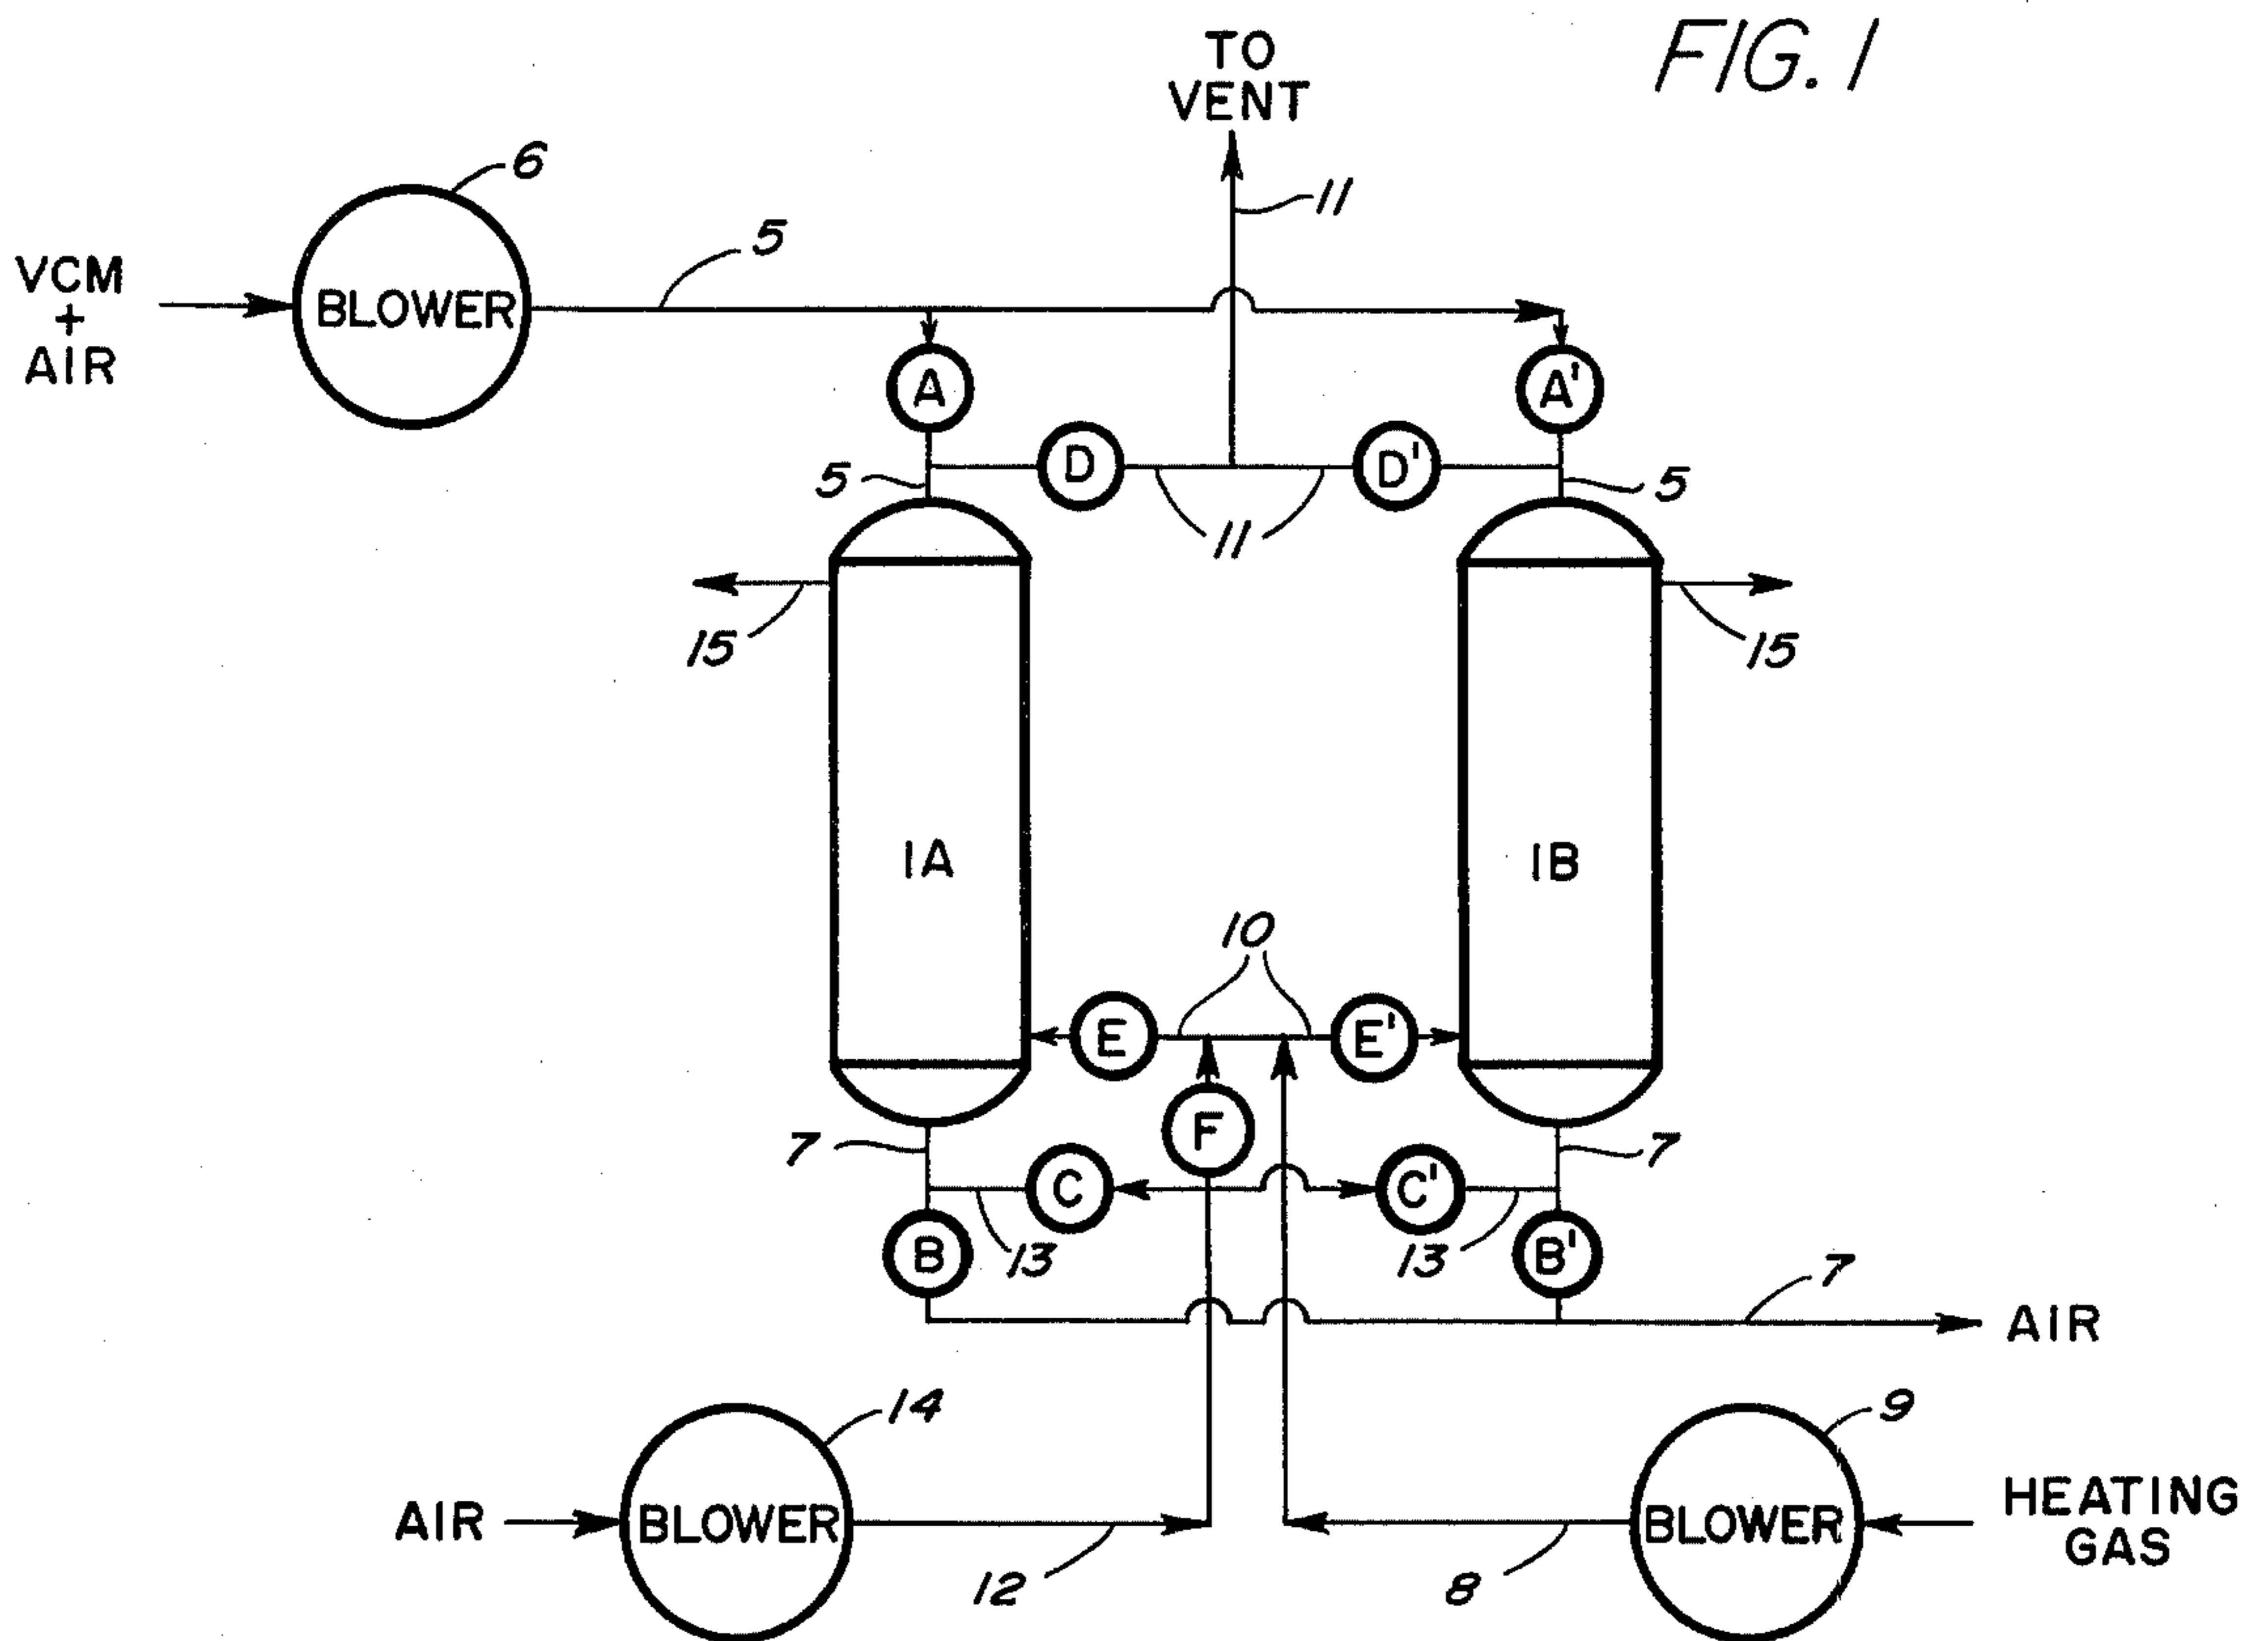 FIG. 1
TO
VENT
6
11
5
VCM
+
AIR
BLOWER
A
A'
D
D'
5
5
11
15
15
1A
1B
10
E
E'
F
7
7
C
C'
13
13
B
B'
7
AIR
14
9
AIR
BLOWER
BLOWER
HEATING
GAS
12
8